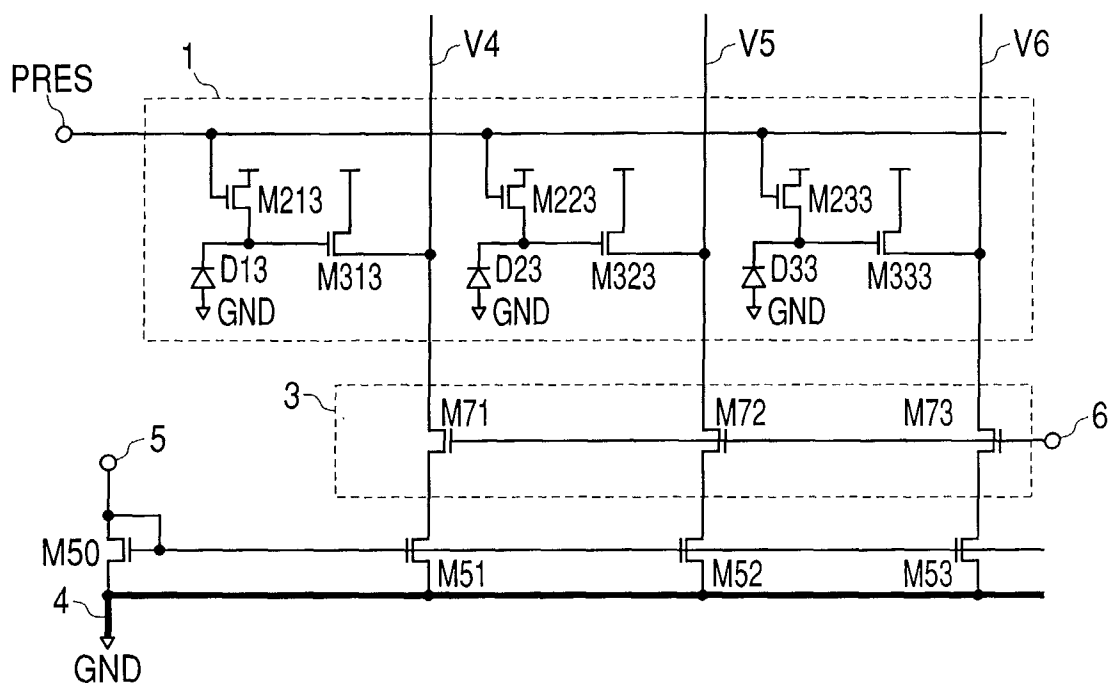 V4 V5 V6
1
PRES
M213 M223 M233
D13 M313 D23 M323 D33 M333
GND GND GND
3 M71 M72 M73 6
5
M50 M51 M52 M53
4
GND